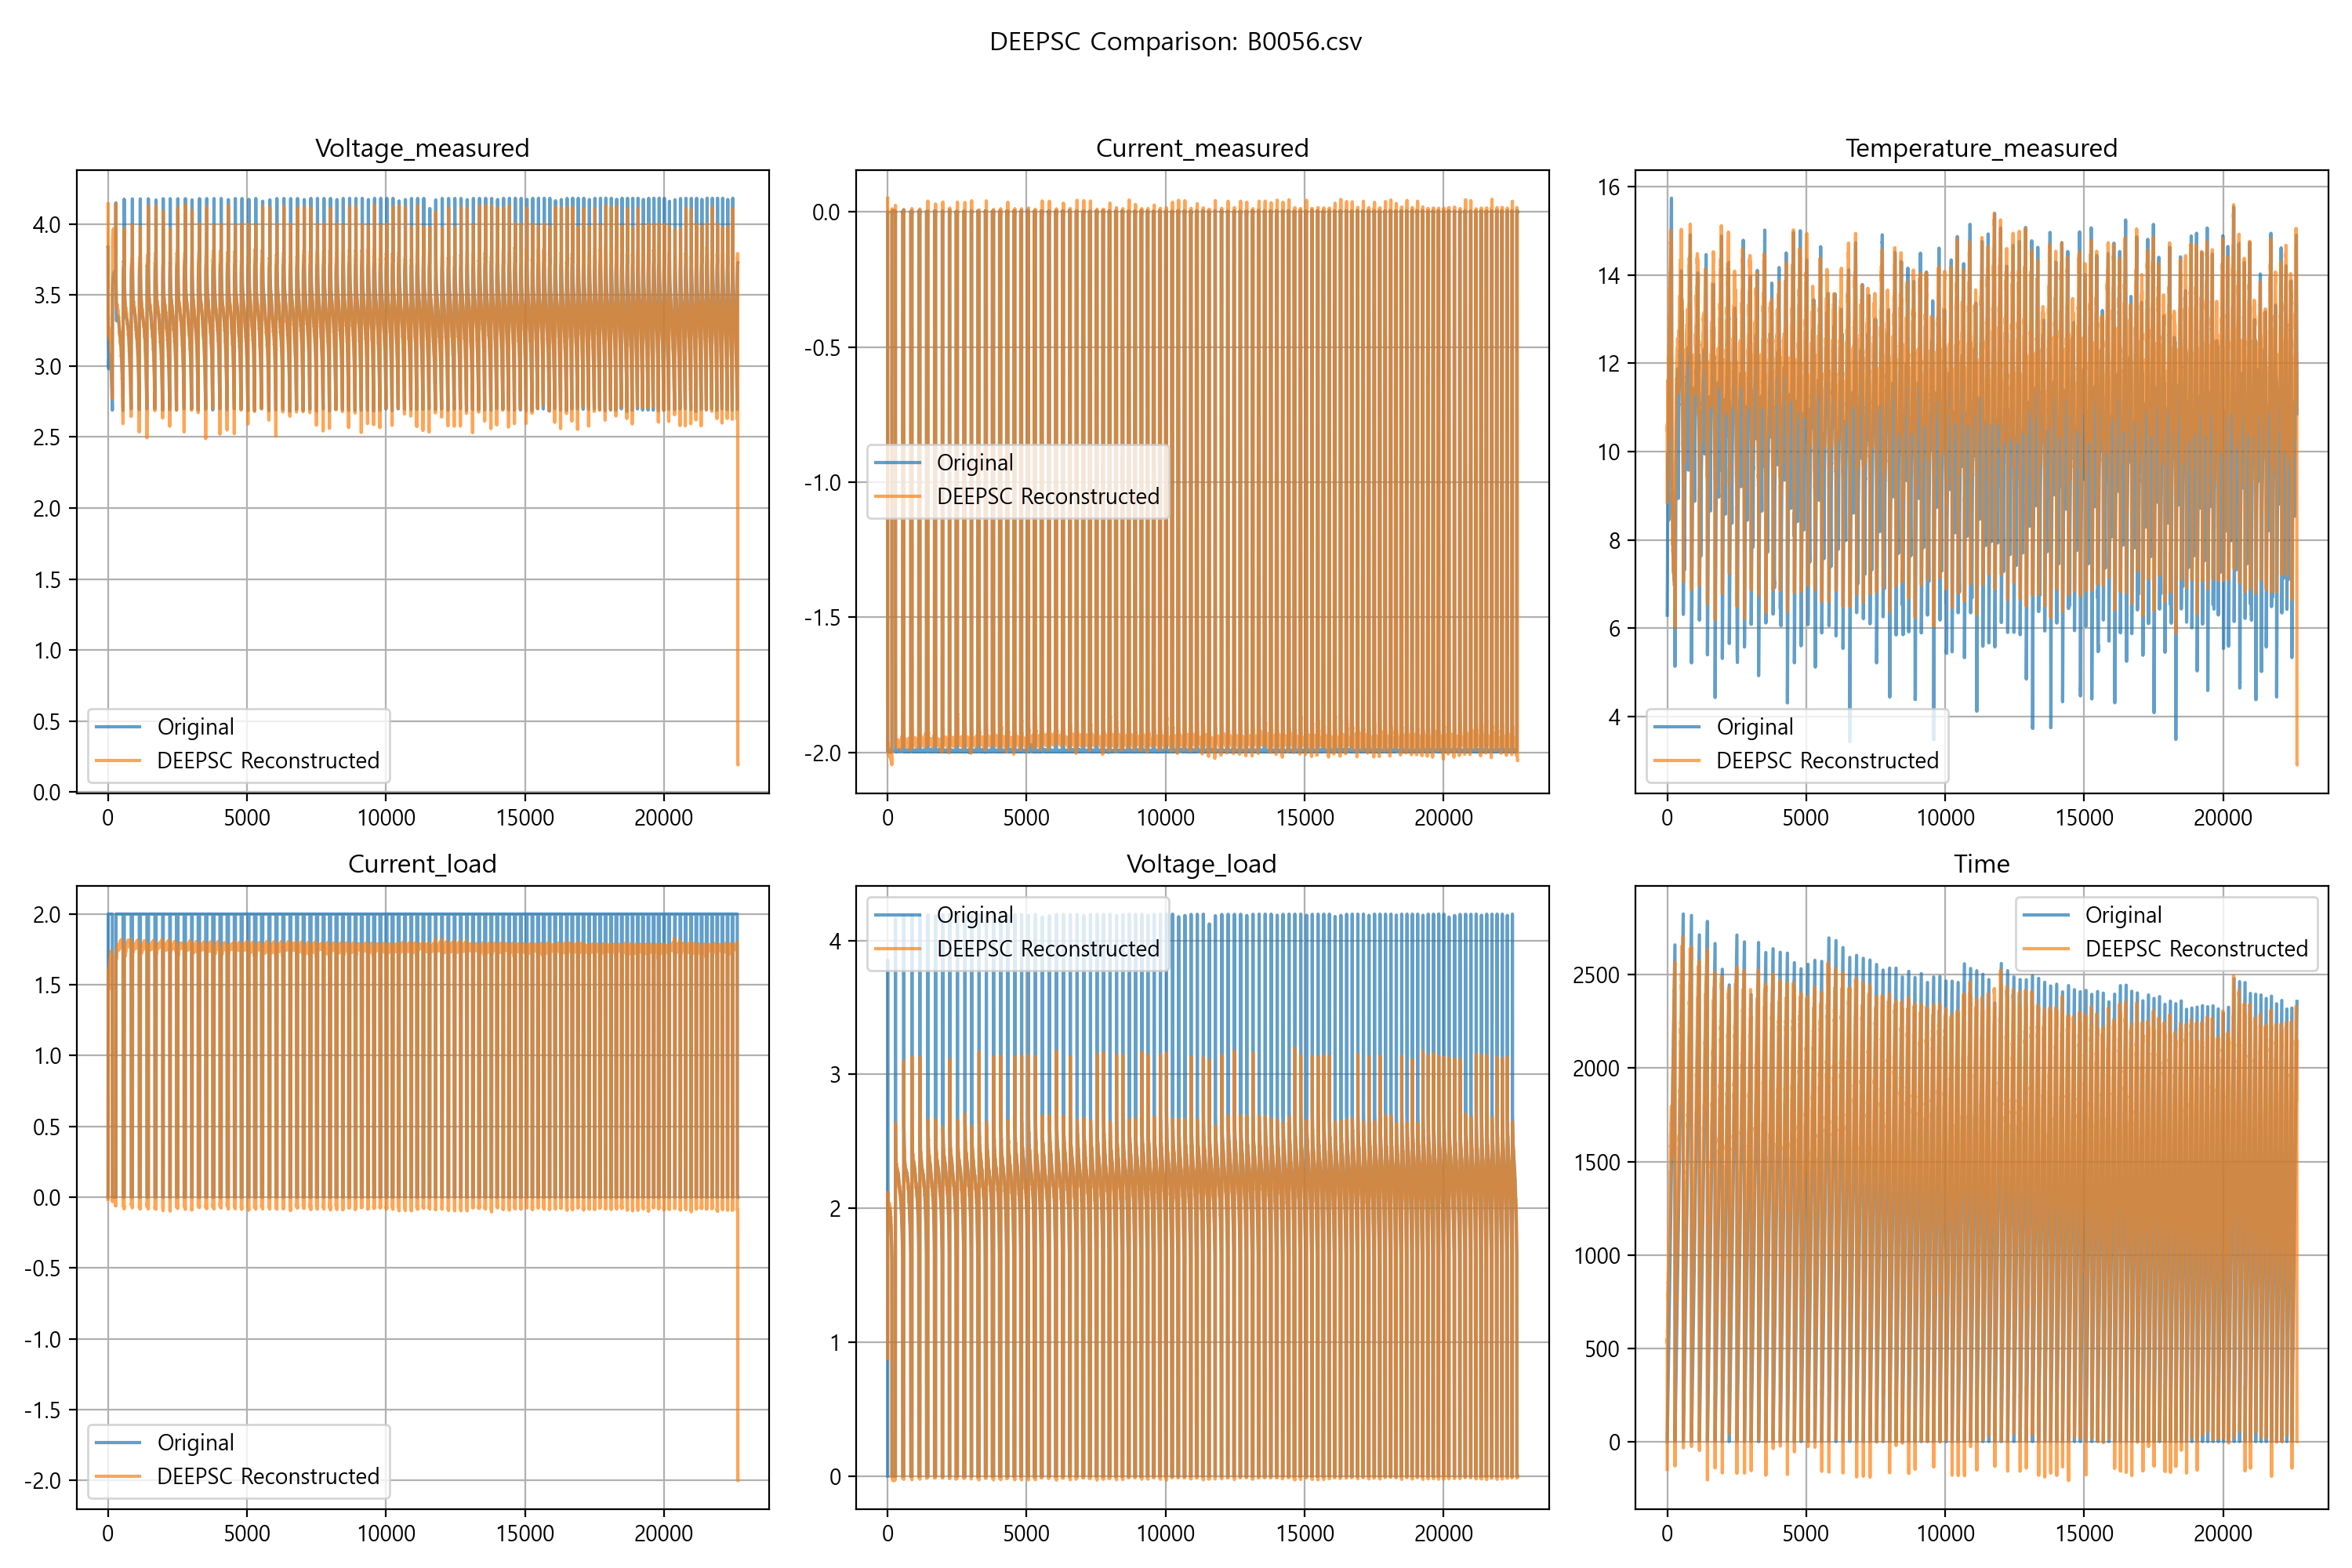 DEEPSC Comparison: B0056.csv
Voltage_measured
4.0
3.5
3.0
2.5
2.0
1.5
1.0
0.5
0.0
Original
DEEPSC Reconstructed
0 5000 10000 15000 20000
Current_measured
0.0
-0.5
-1.0
-1.5
-2.0
Original
DEEPSC Reconstructed
0 5000 10000 15000 20000
Temperature_measured
16
14
12
10
8
6
4
Original
DEEPSC Reconstructed
0 5000 10000 15000 20000
Current_load
2.0
1.5
1.0
0.5
0.0
-0.5
-1.0
-1.5
-2.0
Original
DEEPSC Reconstructed
0 5000 10000 15000 20000
Voltage_load
Original
DEEPSC Reconstructed
4
3
2
1
0
0 5000 10000 15000 20000
Time
Original
DEEPSC Reconstructed
2500
2000
1500
1000
500
0
0 5000 10000 15000 20000